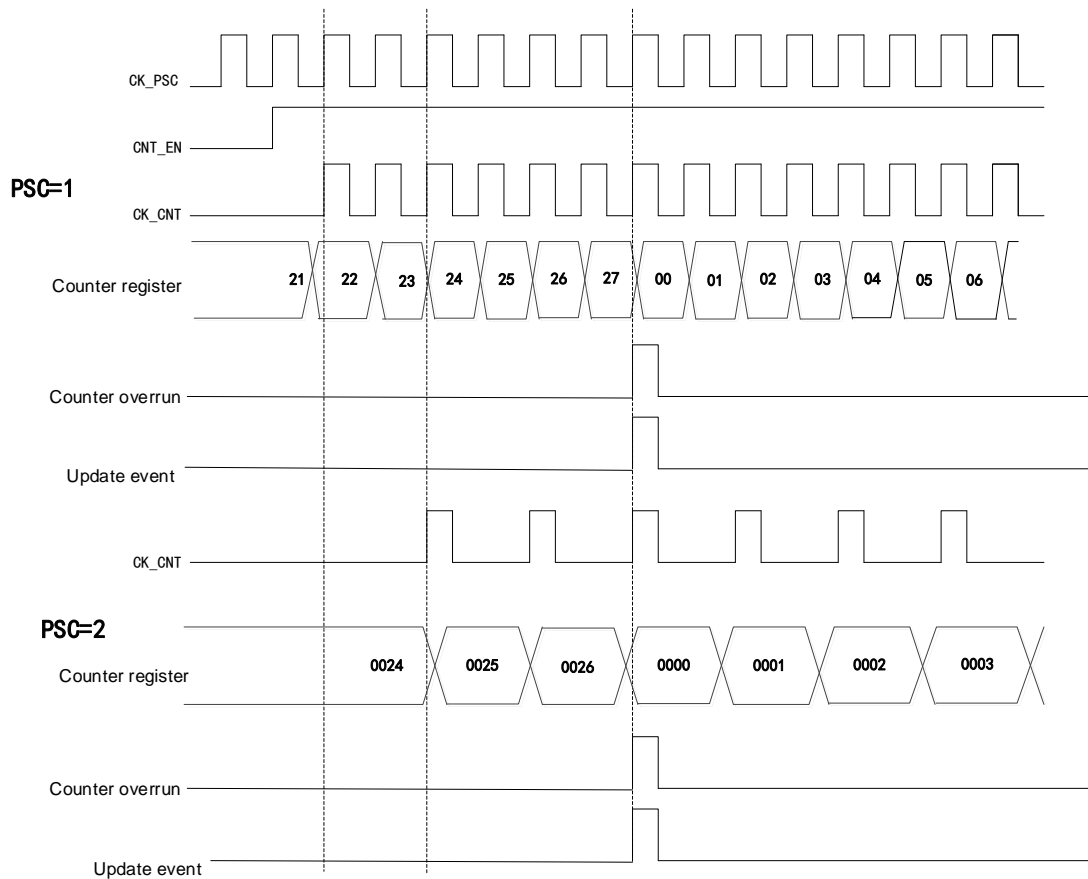 CK_PSC
CNT_EN
PSC=1
CK_CNT
Counter register 21 22 23 24 25 26 27 00 01 02 03 04 05 06
Counter overrun
Update event
CK_CNT
PSC=2
Counter register 0024 0025 0026 0000 0001 0002 0003
Counter overrun
Update event